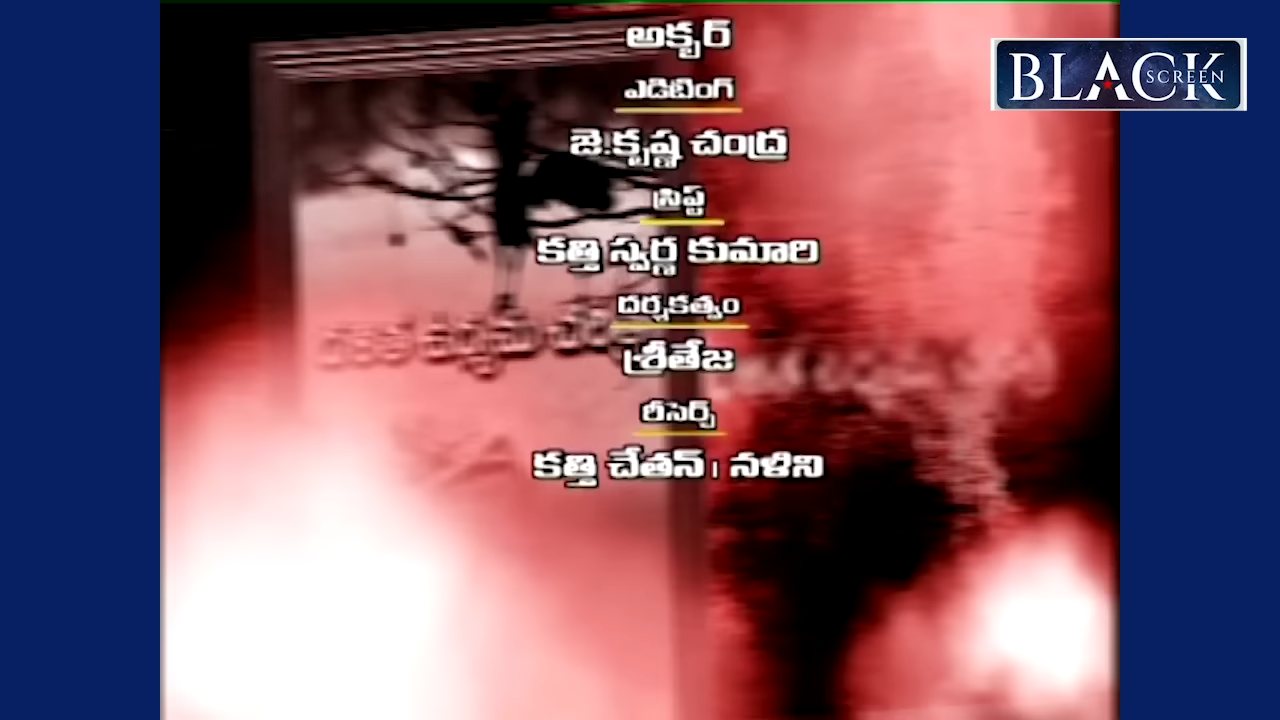 అక్బర్
BLACK SCREEN
ఎడిటింగ్
జె.కృష్ణ చంద్ర
స్రిప్ట్
కత్తి స్వర్ణ కుమారి
దర్శకత్వం
శ్రీతేజ
రీసెర్చ్
కత్తి చేతన్। నళిని